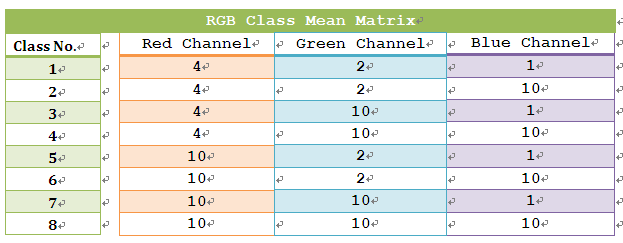 RGB Class Mean Matrix
Class No. Red Channel Green Channel Blue Channel
1 4 2 1
2 4 2 10
3 4 10 1
4 4 10 10
5 10 2 1
6 10 2 10
7 10 10 1
8 10 10 10